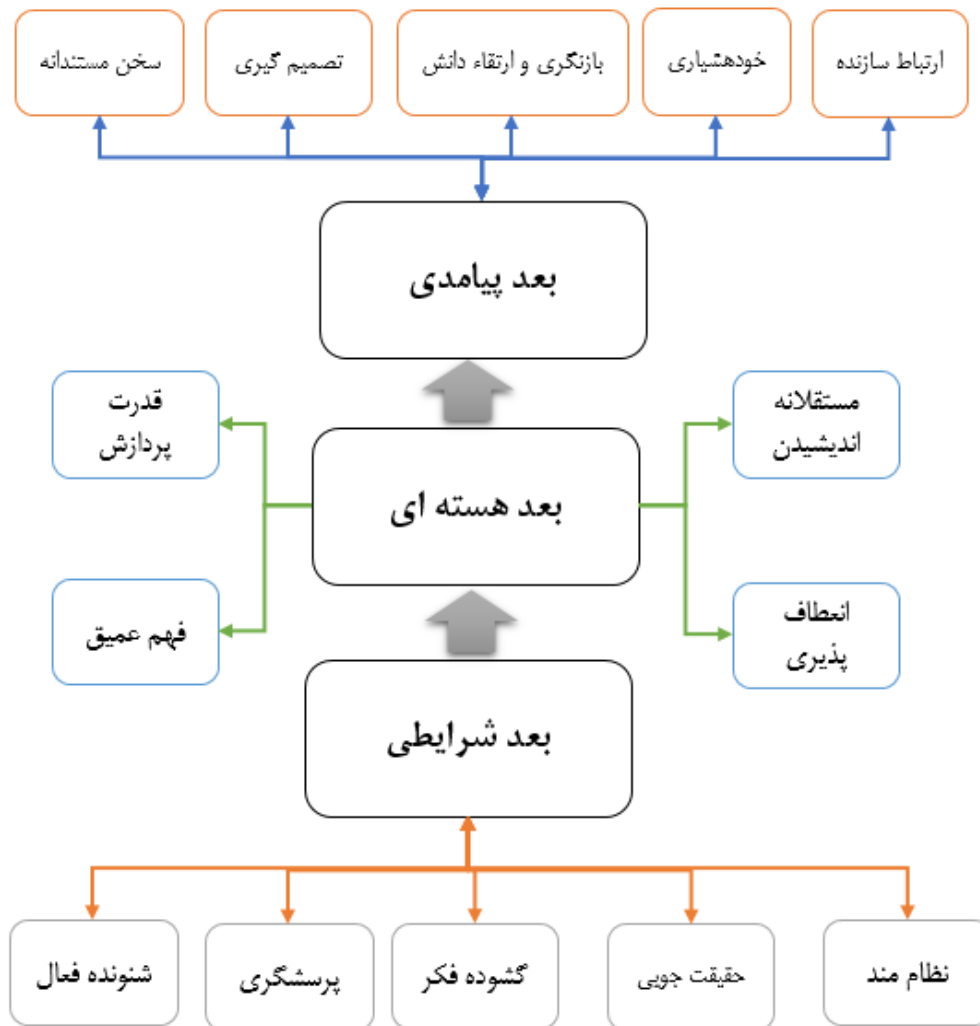 ارتباط سازنده
خودهشیاری
بازنگری و ارتقاء دانش
تصمیم گیری
سخن مستندانه
بعد پیامدی
مستقلانه
اندیشیدن
قدرت
پردازش
بعد هسته ای
انعطاف
پذیری
فهم عمیق
بعد شرایطی
نظام مند
حقیقت جویی
گشوده فکر
پرسشگری
شنونده فعال